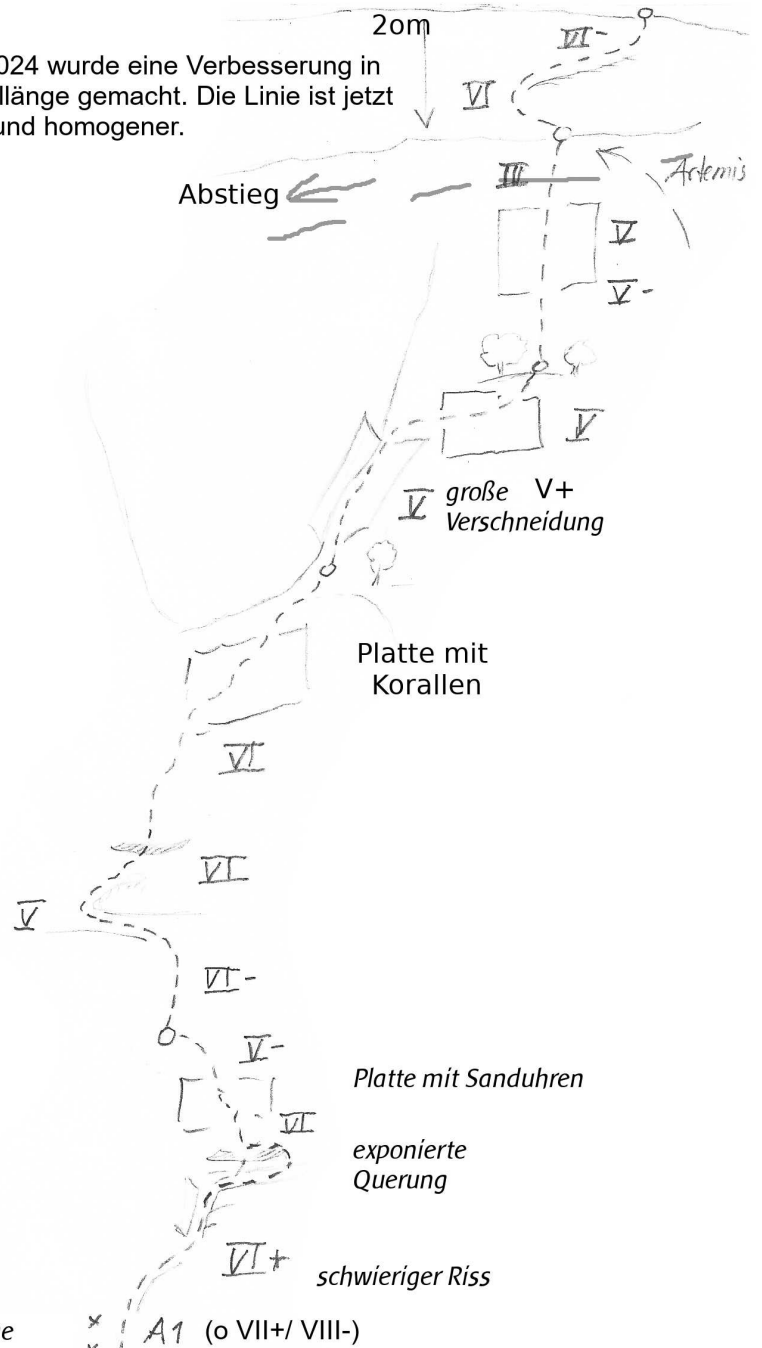 2om
VI-
024 wurde eine Verbesserung in
llänge gemacht. Die Linie ist jetzt
und homogener.
VI
III
Artemis
Abstieg
V
V-
V
V große V+
Verschneidung
Platte mit
Korallen
VI
VI
V
VI-
V-
Platte mit Sanduhren
VI
exponierte
Querung
VI+
schwieriger Riss
e
x
x
A1 (o VII+/ VIII-)